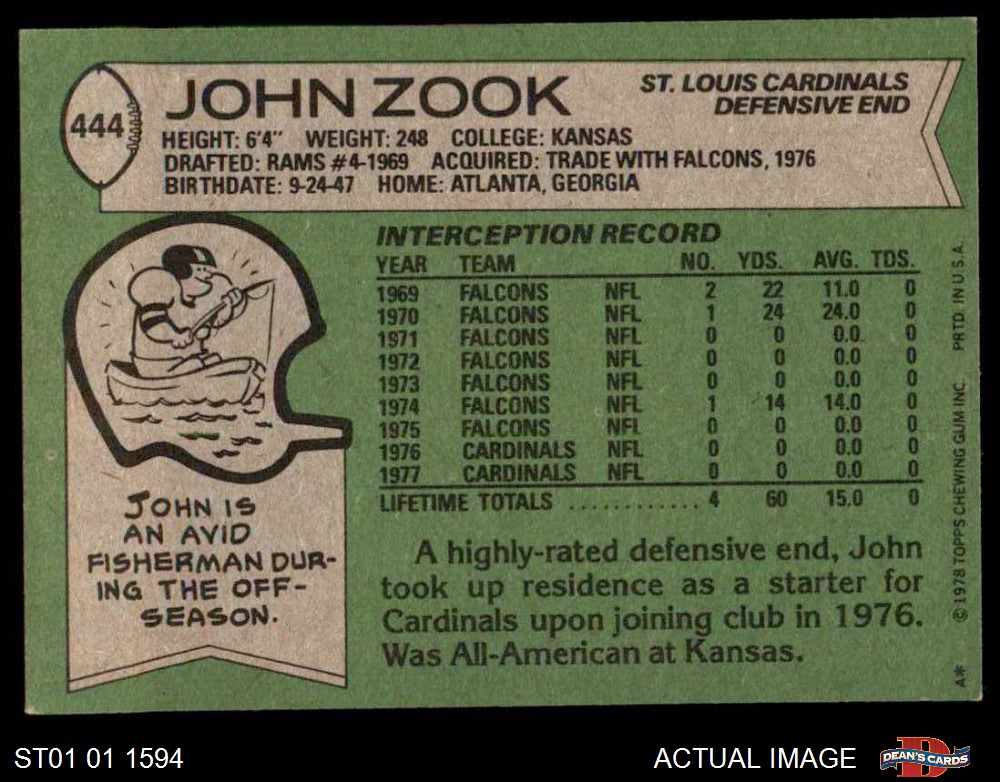 444
JOHN ZOOK
ST. LOUIS CARDINALS
DEFENSIVE END
HEIGHT: 6'4" WEIGHT: 248 COLLEGE: KANSAS
DRAFTED: RAMS #4-1969 ACQUIRED: TRADE WITH FALCONS, 1976
BIRTHDATE: 9-24-47 HOME: ATLANTA, GEORGIA
INTERCEPTION RECORD
YEAR TEAM NO. YDS. AVG. TDS.
1969 FALCONS NFL 2 22 11.0 0
1970 FALCONS NFL 1 24 24.0 0
1971 FALCONS NFL 0 0 0.0 0
1972 FALCONS NFL 0 0 0.0 0
1973 FALCONS NFL 0 0 0.0 0
1974 FALCONS NFL 1 14 14.0 0
1975 FALCONS NFL 0 0 0.0 0
1976 CARDINALS NFL 0 0 0.0 0
1977 CARDINALS NFL 0 0 0.0 0
LIFETIME TOTALS ............ 4 60 15.0 0
JOHN IS
AN AVID
FISHERMAN DUR-
ING THE OFF-
SEASON.
A highly-rated defensive end, John
took up residence as a starter for
Cardinals upon joining club in 1976.
Was All-American at Kansas.
A* © 1978 TOPPS CHEWING GUM INC. PRTD. IN U.S.A.
ST01 01 1594
ACTUAL IMAGE
D
DEAN'S CARDS